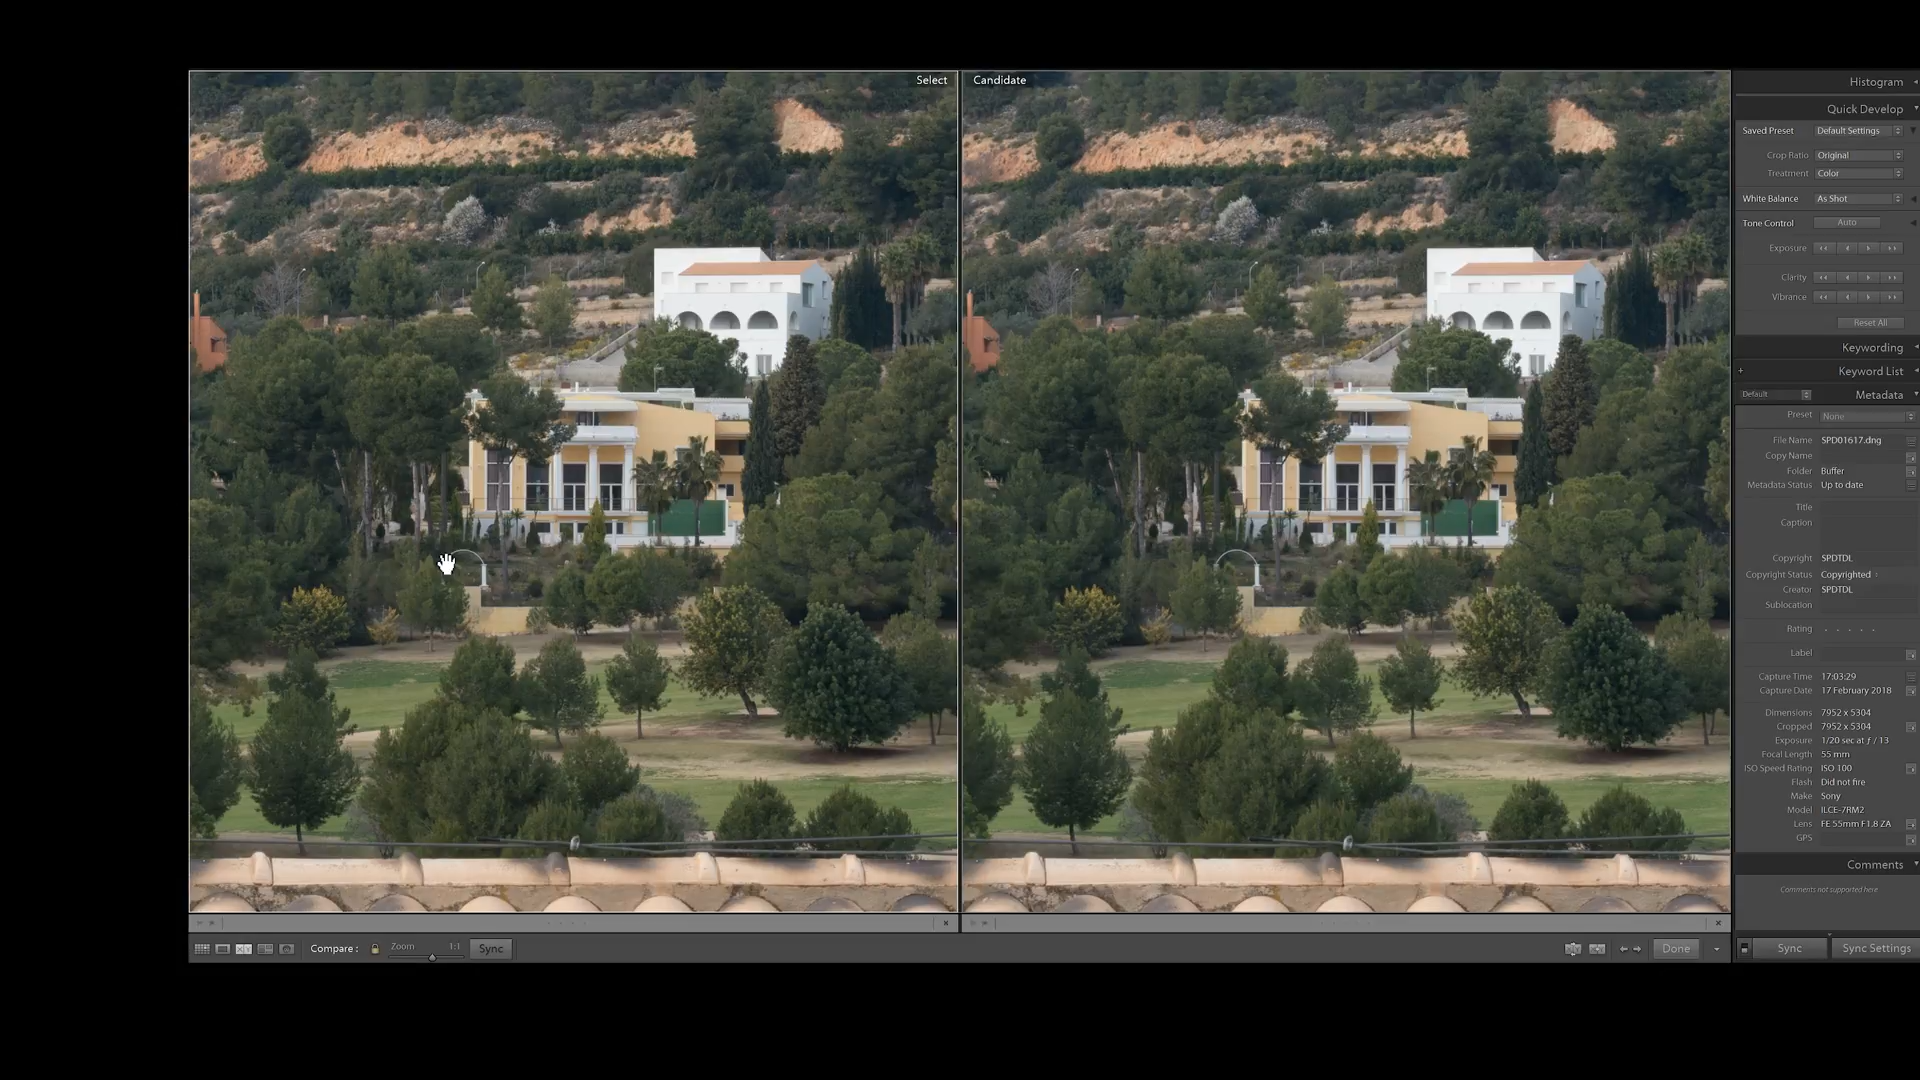 Select
Candidate
Histogram
Quick Develop
Saved Preset Default Settings
Crop Ratio Original
Treatment Color
White Balance As Shot
Tone Control Auto
Exposure
Clarity
Vibrance
Reset All
Keywording
+ Keyword List
Default Metadata
Preset None
File Name SPD01617.dng
Copy Name
Folder Buffer
Metadata Status Up to date
Title
Caption
Copyright SPDTDL
Copyright Status Copyrighted
Creator SPDTDL
Sublocation
Rating
Label
Capture Time 17:03:29
Capture Date 17 February 2018
Dimensions 7952 x 5304
Cropped 7952 x 5304
Exposure 1/20 sec at ƒ / 13
Focal Length 55 mm
ISO Speed Rating ISO 100
Flash Did not fire
Make Sony
Model ILCE-7RM2
Lens FE 55mm F1.8 ZA
GPS
Comments
Comments not supported here
Compare : Zoom 1:1 Sync
Done
Sync Sync Settings